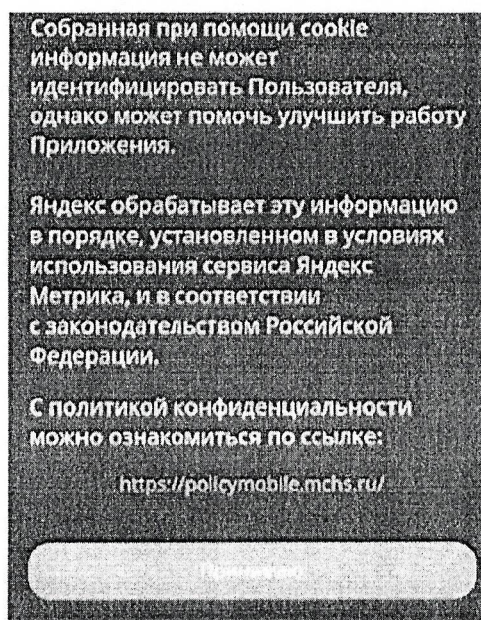 Собранная при помощи cookie
информация не может
идентифицировать Пользователя,
однако может помочь улучшить работу
Приложения.
Яндекс обрабатывает эту информацию
в порядке, установленном в условиях
использования сервиса Яндекс
Метрика, и в соответствии
с законодательством Российской
Федерации.
С политикой конфиденциальности
можно ознакомиться по ссылке:
https://policymobile.mchs.ru/